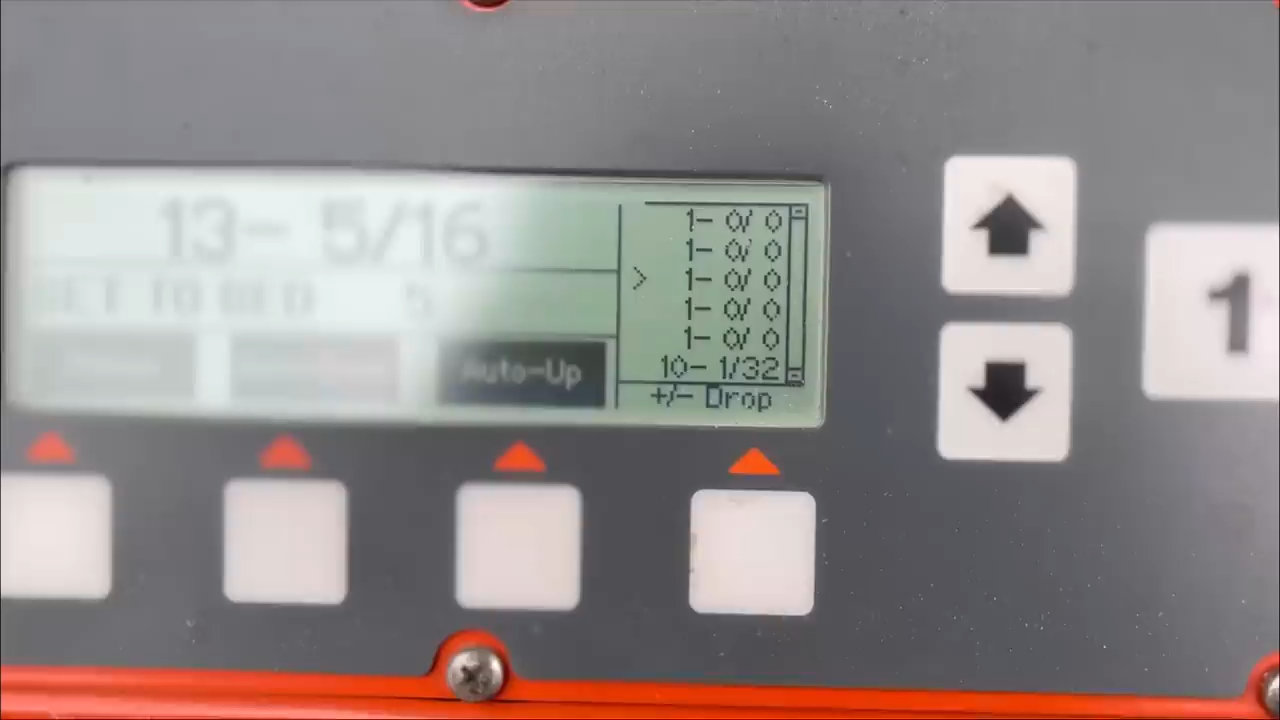 13- 5/16
SET TO BED 5
Auto-Up
1- 0/ 0
1- 0/ 0
> 1- 0/ 0
1- 0/ 0
1- 0/ 0
10- 1/32
+/- Drop
1